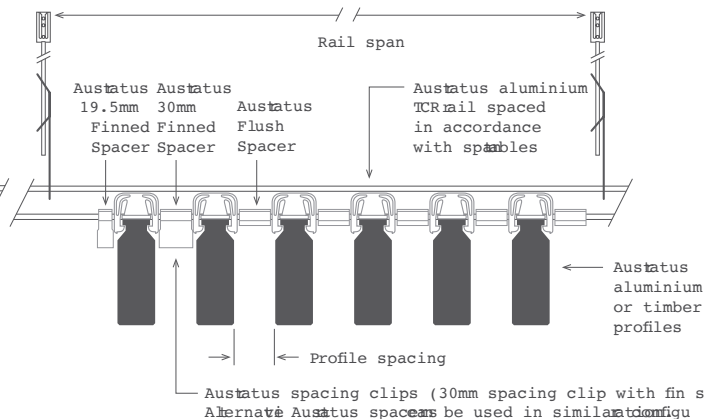 Rail span
Austratus
19.5mm
Finned
Spacer
Austratus
30mm
Finned
Spacer
Austratus
Flush
Spacer
Austratus aluminium
TCR rail spaced
in accordance
with span tables
Austratus
aluminium
or timber
profiles
Profile spacing
Austratus spacing clips (30mm spacing clip with fin s
Alternative Austratus spacers can be used in similar configu